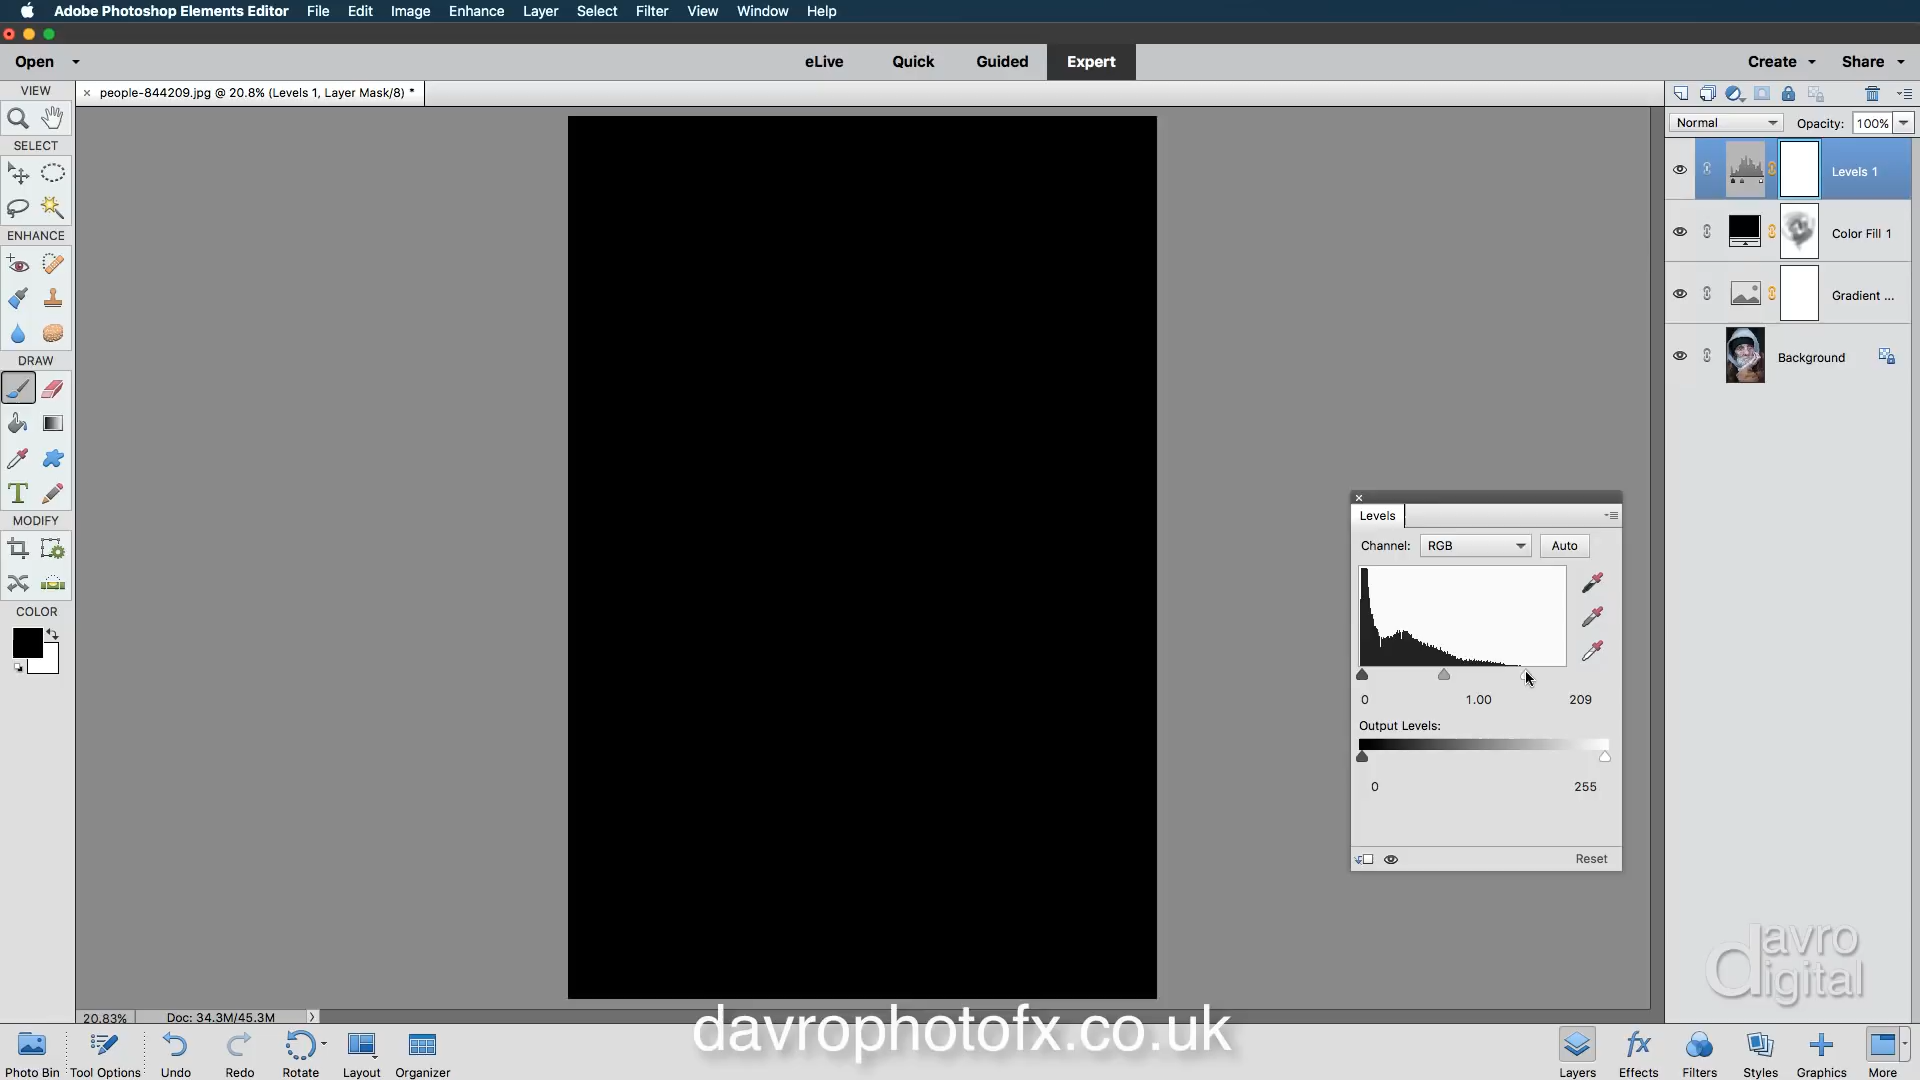 Adobe Photoshop Elements Editor File Edit Image Enhance Layer Select Filter View Window Help
Open eLive Quick Guided Expert Create Share
VIEW
× people-844209.jpg @ 20.8% (Levels 1, Layer Mask/8) *
Normal Opacity: 100%
SELECT
Levels 1
ENHANCE
Color Fill 1
Gradient ...
DRAW
Background
T
MODIFY
COLOR
Levels
Channel: RGB Auto
0 1.00 209
Output Levels:
0 255
Reset
davro
digital
20.83% Doc: 34.3M/45.3M
davrophotofx.co.uk
Photo Bin Tool Options Undo Redo Rotate Layout Organizer
fx
Layers Effects Filters Styles Graphics More